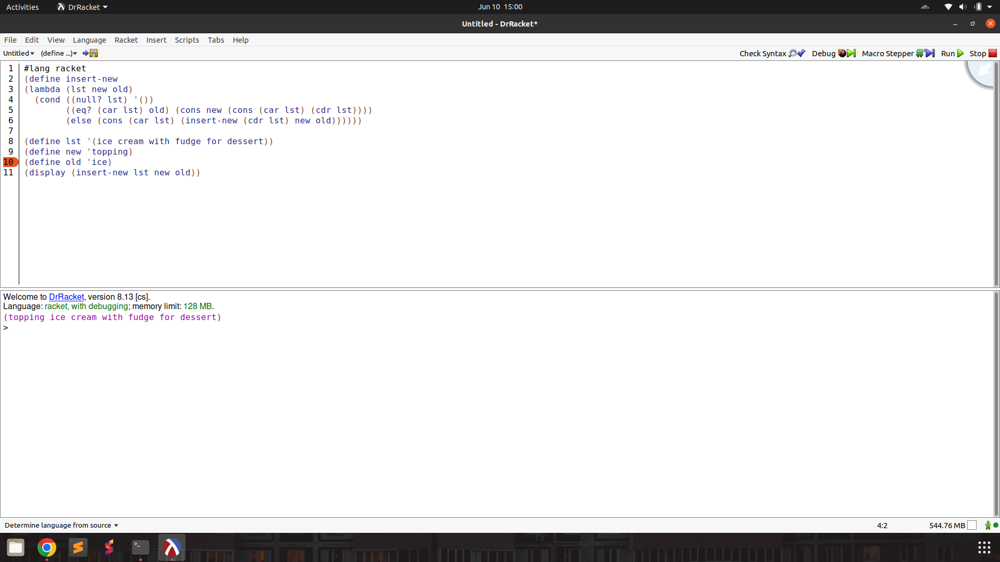 Activities DrRacket Jun 10 15:00
Untitled - DrRacket*
File Edit View Language Racket Insert Scripts Tabs Help
Untitled (define ...) Check Syntax Debug Macro Stepper Run Stop
1 #lang racket
2 (define insert-new
3 (lambda (lst new old)
4 (cond ((null? lst) '())
5 ((eq? (car lst) old) (cons new (cons (car lst) (cdr lst))))
6 (else (cons (car lst) (insert-new (cdr lst) new old))))))
7
8 (define lst '(ice cream with fudge for dessert))
9 (define new 'topping)
10 (define old 'ice)
11 (display (insert-new lst new old))
Welcome to DrRacket, version 8.13 [cs].
Language: racket, with debugging; memory limit: 128 MB.
(topping ice cream with fudge for dessert)
>
Determine language from source 4:2 544.76 MB